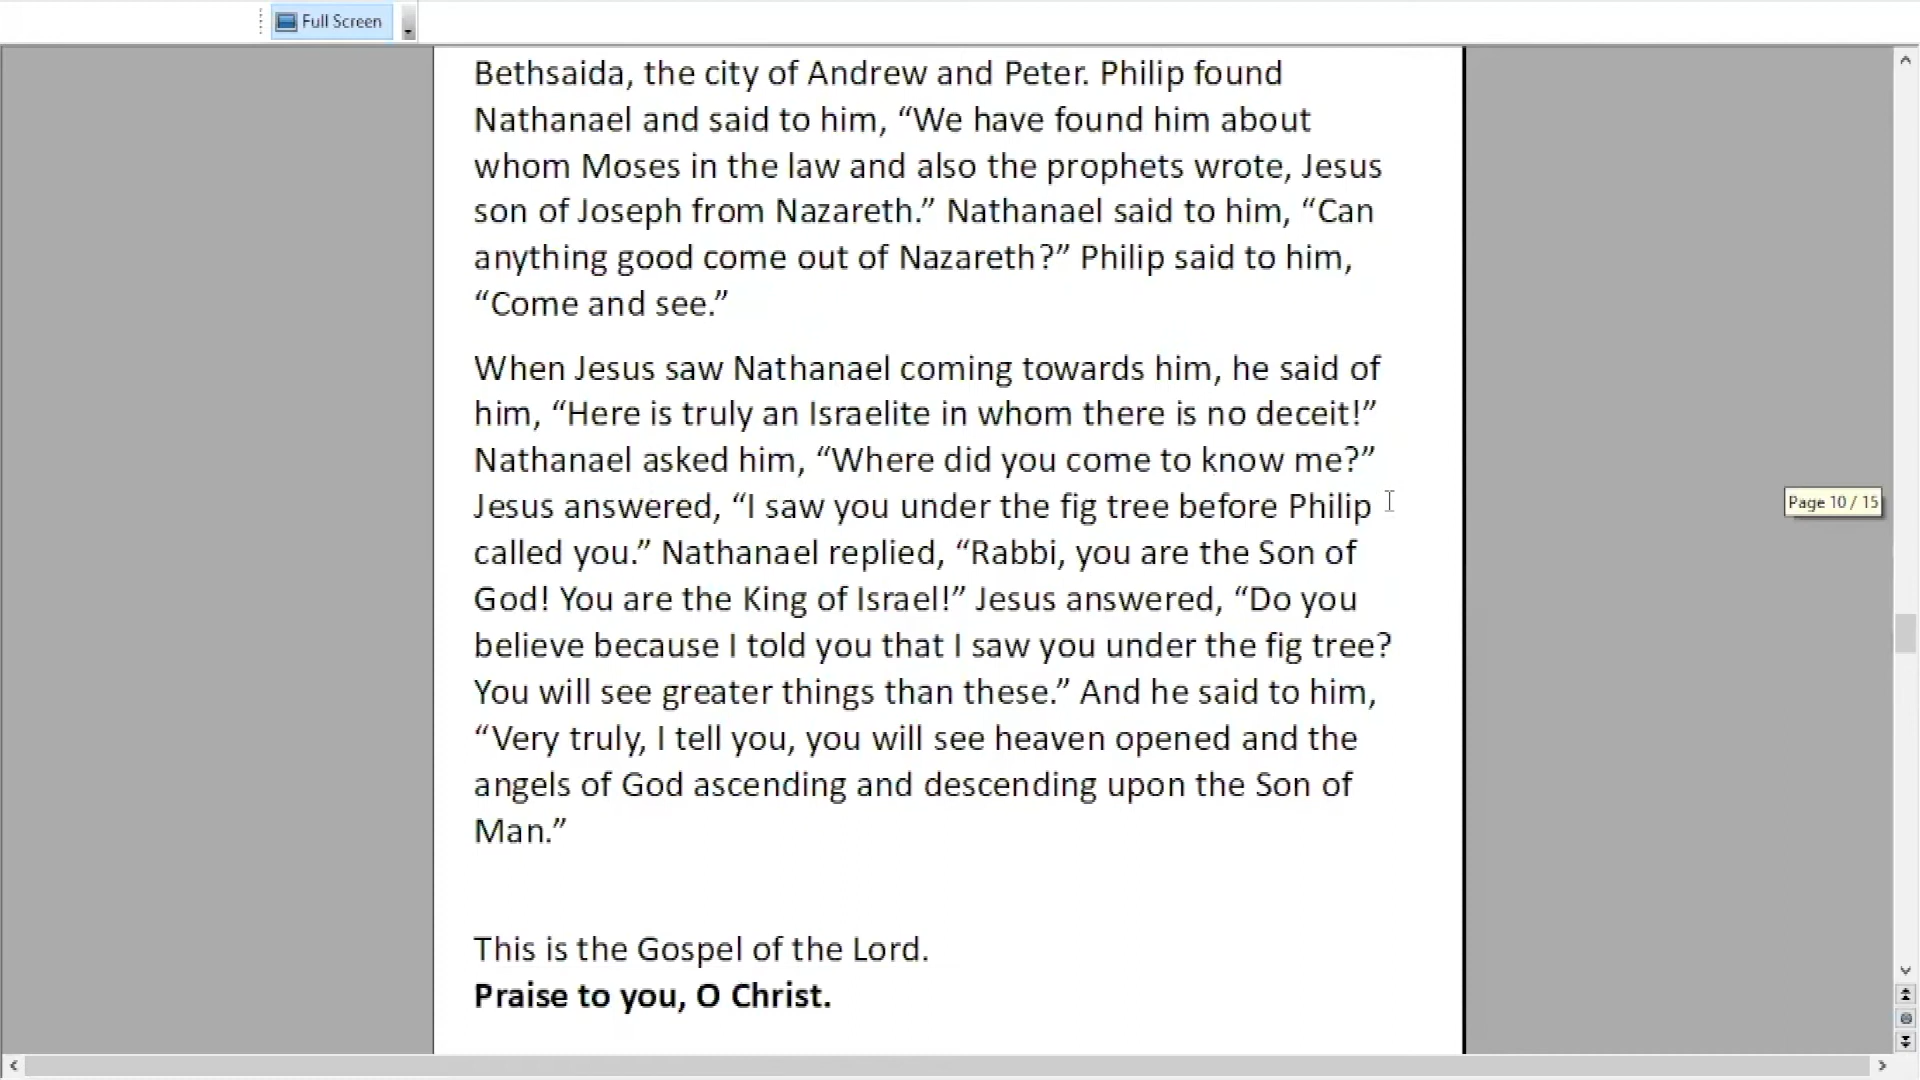 Full Screen
Bethsaida, the city of Andrew and Peter. Philip found
Nathanael and said to him, “We have found him about
whom Moses in the law and also the prophets wrote, Jesus
son of Joseph from Nazareth.” Nathanael said to him, “Can
anything good come out of Nazareth?” Philip said to him,
“Come and see.”
When Jesus saw Nathanael coming towards him, he said of
him, “Here is truly an Israelite in whom there is no deceit!”
Nathanael asked him, “Where did you come to know me?”
Jesus answered, “I saw you under the fig tree before Philip
called you.” Nathanael replied, “Rabbi, you are the Son of
God! You are the King of Israel!” Jesus answered, “Do you
believe because I told you that I saw you under the fig tree?
You will see greater things than these.” And he said to him,
“Very truly, I tell you, you will see heaven opened and the
angels of God ascending and descending upon the Son of
Man.”
This is the Gospel of the Lord.
Praise to you, O Christ.
Page 10 / 15